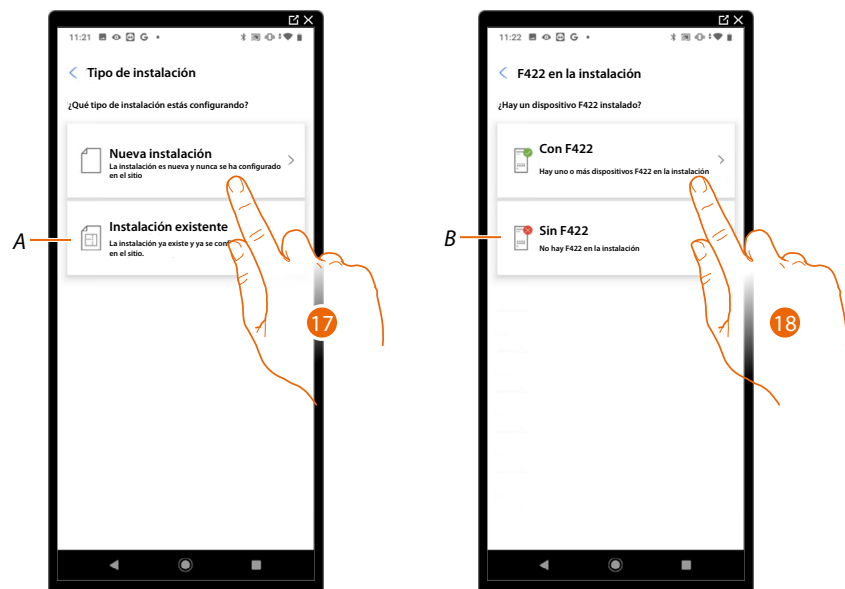 11:21 G
Tipo de instalación
¿Qué tipo de instalación estás configurando?
Nueva instalación
La instalación es nueva y nunca se ha configurado
en el sitio
A
Instalación existente
La instalación ya existe y ya se
en el sitio.
17
11:22 G
F422 en la instalación
¿Hay un dispositivo F422 instalado?
Con F422
Hay uno o más dispositivos F422 en la instalación
B
Sin F422
No hay F422 en la instalación
18